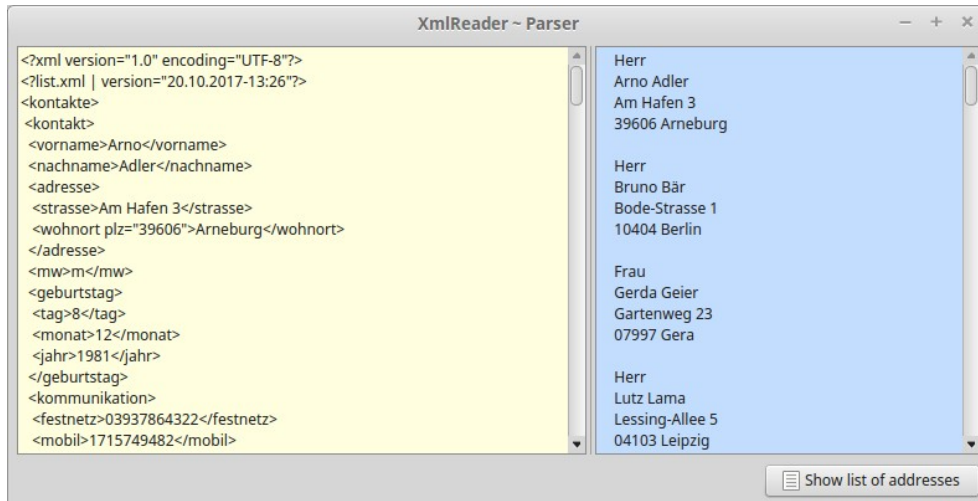 XmlReader ~ Parser
<?xml version="1.0" encoding="UTF-8"?>
<?list.xml | version="20.10.2017-13:26"?>
<kontakte>
<kontakt>
<vorname>Arno</vorname>
<nachname>Adler</nachname>
<adresse>
<strasse>Am Hafen 3</strasse>
<wohnort plz="39606">Arneburg</wohnort>
</adresse>
<mw>m</mw>
<geburtstag>
<tag>8</tag>
<monat>12</monat>
<jahr>1981</jahr>
</geburtstag>
<kommunikation>
<festnetz>03937864322</festnetz>
<mobil>1715749482</mobil>
Herr
Arno Adler
Am Hafen 3
39606 Arneburg
Herr
Bruno Bär
Bode-Strasse 1
10404 Berlin
Frau
Gerda Geier
Gartenweg 23
07997 Gera
Herr
Lutz Lama
Lessing-Allee 5
04103 Leipzig
Show list of addresses